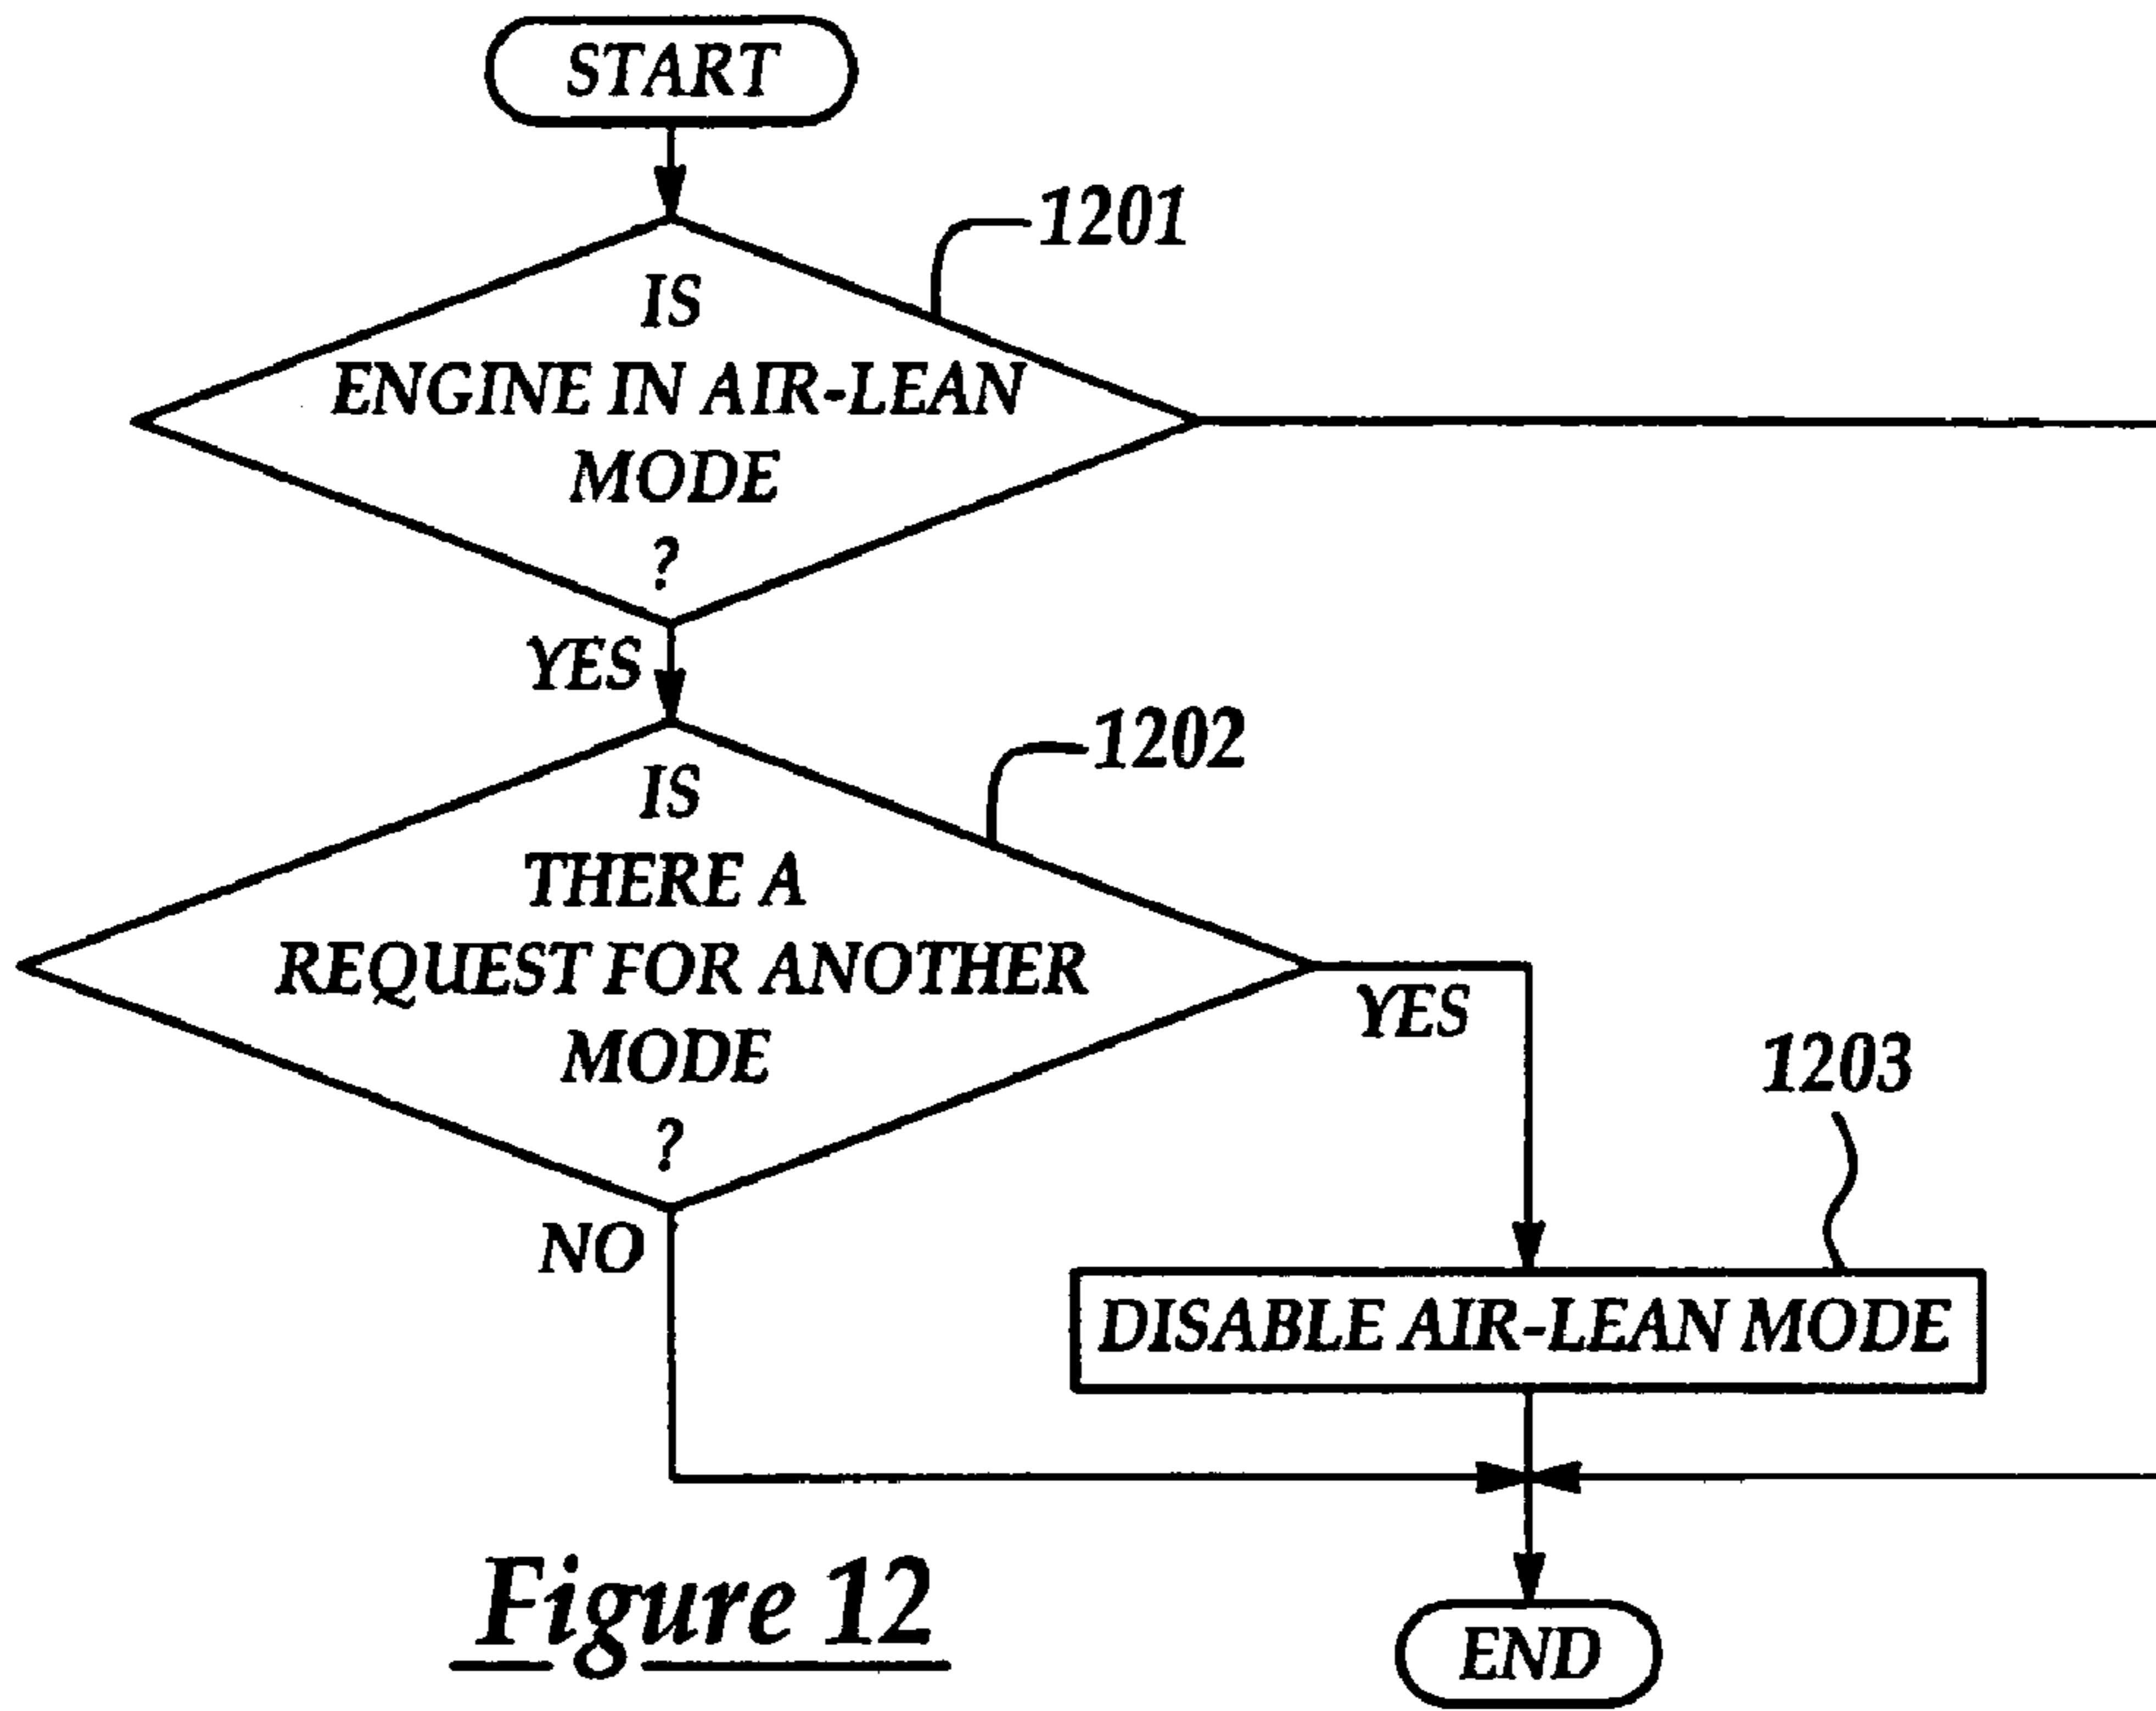 START
1201
IS
ENGINE IN AIR-LEAN
MODE
?
YES
1202
IS
THERE A
REQUEST FOR ANOTHER
MODE
?
YES
1203
NO
DISABLE AIR-LEAN MODE
Figure 12
END